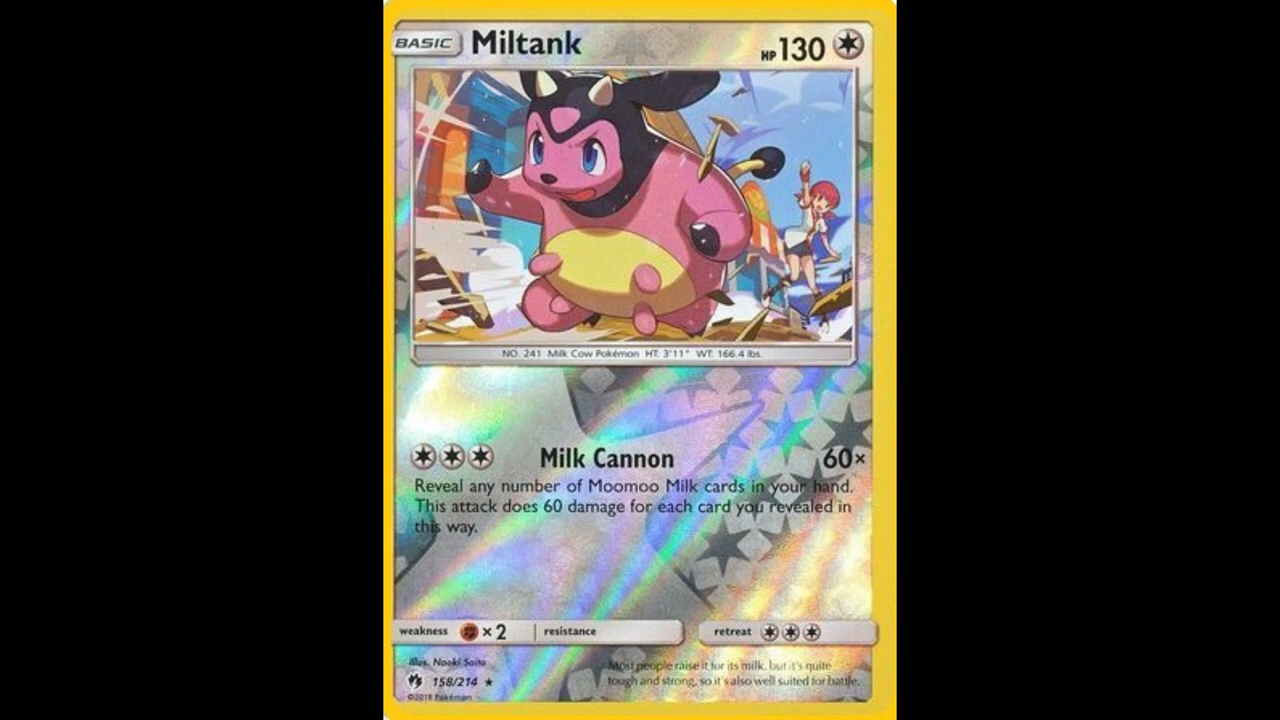 BASIC Miltank HP 130
NO. 241 Milk Cow Pokémon HT: 3'11" WT: 166.4 lbs.
Milk Cannon 60×
Reveal any number of Moomoo Milk cards in your hand.
This attack does 60 damage for each card you revealed in
this way.
weakness ×2 resistance retreat
Illus. Naoki Saito
Most people raise it for its milk, but it's quite
tough and strong, so it's also well suited for battle.
158/214 ★
©2018 Pokémon